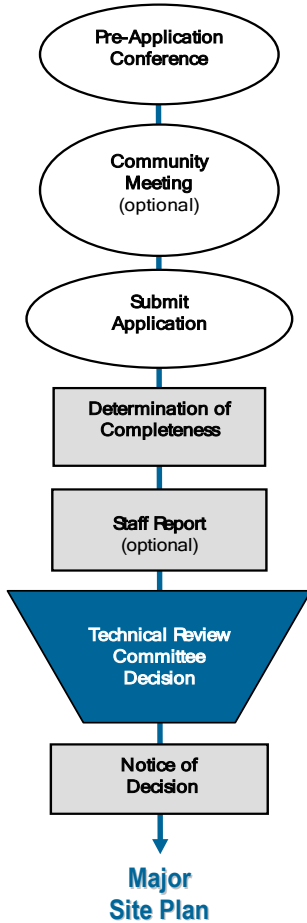 Pre-Application
Conference
Community
Meeting
(optional)
Submit
Application
Determination of
Completeness
Staff Report
(optional)
Technical Review
Committee
Decision
Notice of
Decision
Major
Site Plan